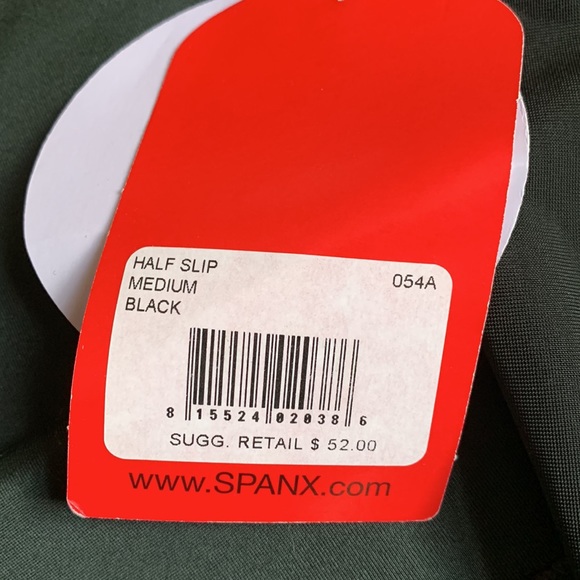 HALF SLIP 054A
MEDIUM
BLACK
8 15524 02038 6
SUGG. RETAIL $ 52.00
www.SPANX.com